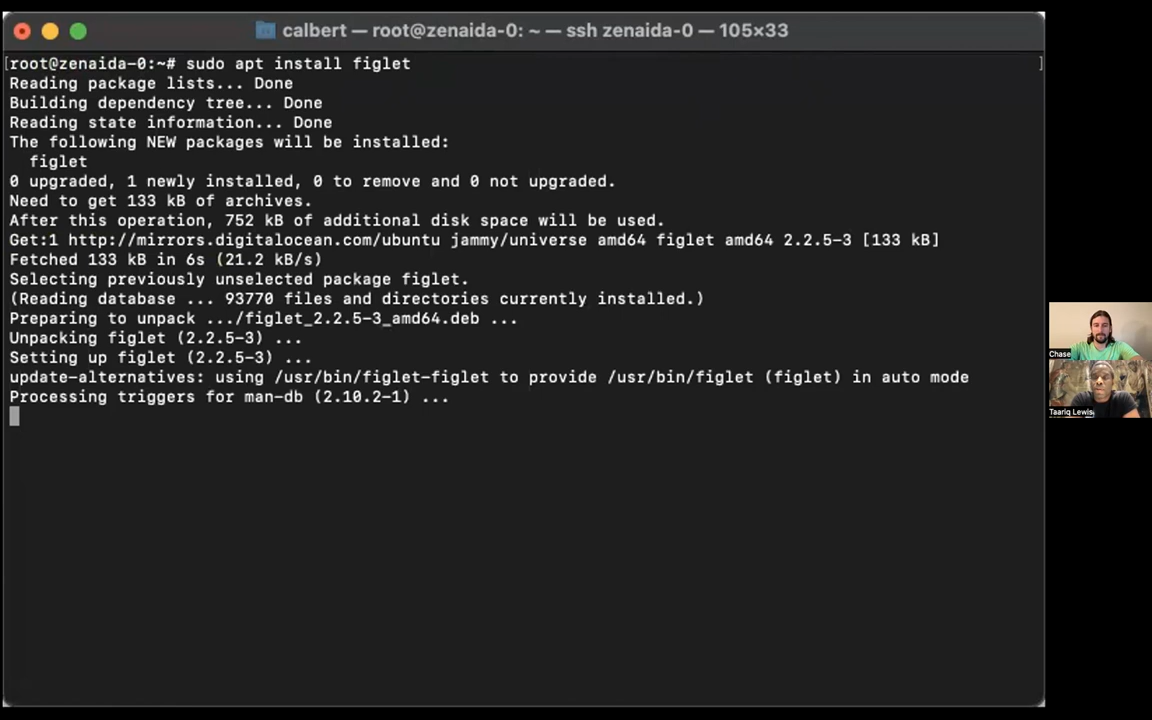 calbert — root@zenaida-0: ~ — ssh zenaida-0 — 105×33
[root@zenaida-0:~# sudo apt install figlet ]
Reading package lists... Done
Building dependency tree... Done
Reading state information... Done
The following NEW packages will be installed:
  figlet
0 upgraded, 1 newly installed, 0 to remove and 0 not upgraded.
Need to get 133 kB of archives.
After this operation, 752 kB of additional disk space will be used.
Get:1 http://mirrors.digitalocean.com/ubuntu jammy/universe amd64 figlet amd64 2.2.5-3 [133 kB]
Fetched 133 kB in 6s (21.2 kB/s)
Selecting previously unselected package figlet.
(Reading database ... 93770 files and directories currently installed.)
Preparing to unpack .../figlet_2.2.5-3_amd64.deb ...
Unpacking figlet (2.2.5-3) ...
Setting up figlet (2.2.5-3) ...
update-alternatives: using /usr/bin/figlet-figlet to provide /usr/bin/figlet (figlet) in auto mode
Processing triggers for man-db (2.10.2-1) ...
Chase
Taariq Lewis